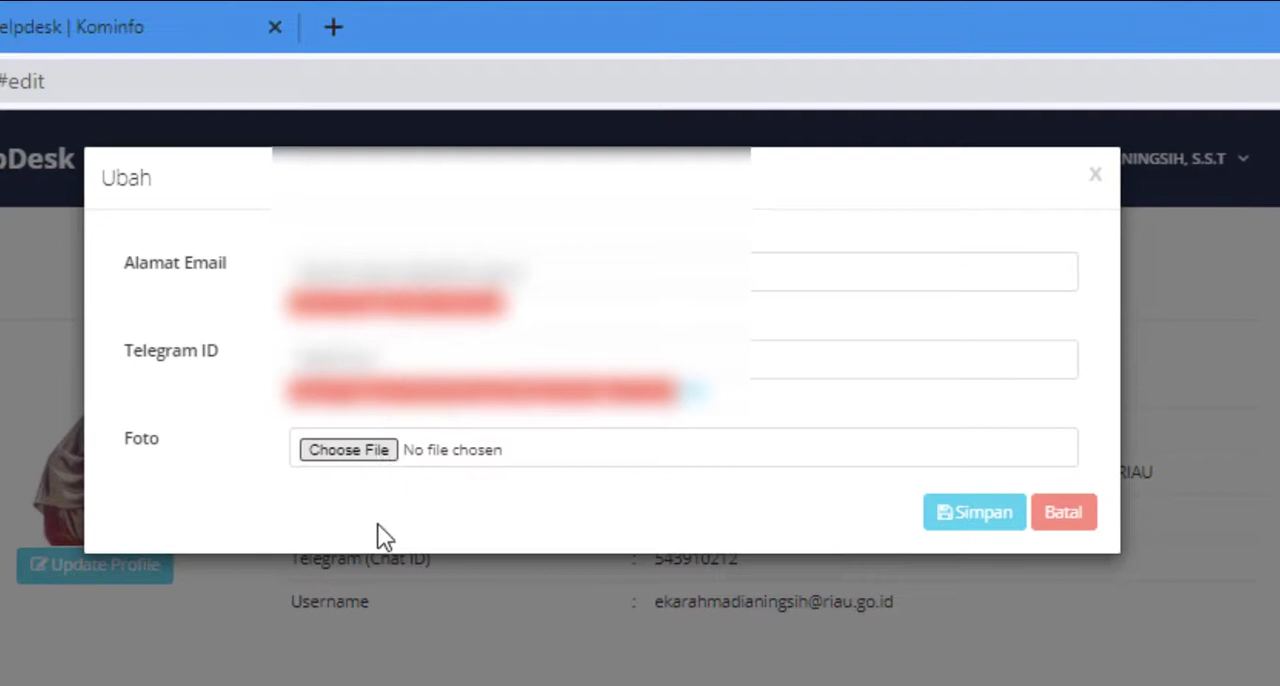 elpdesk | Kominfo
#edit
pDesk
NINGSIH, S.S.T
Ubah
X
Alamat Email
Telegram ID
Foto
Choose File No file chosen
RIAU
Simpan Batal
Update Profile
Telegram (Chat ID) : 543910212
Username : ekarahmadianingsih@riau.go.id